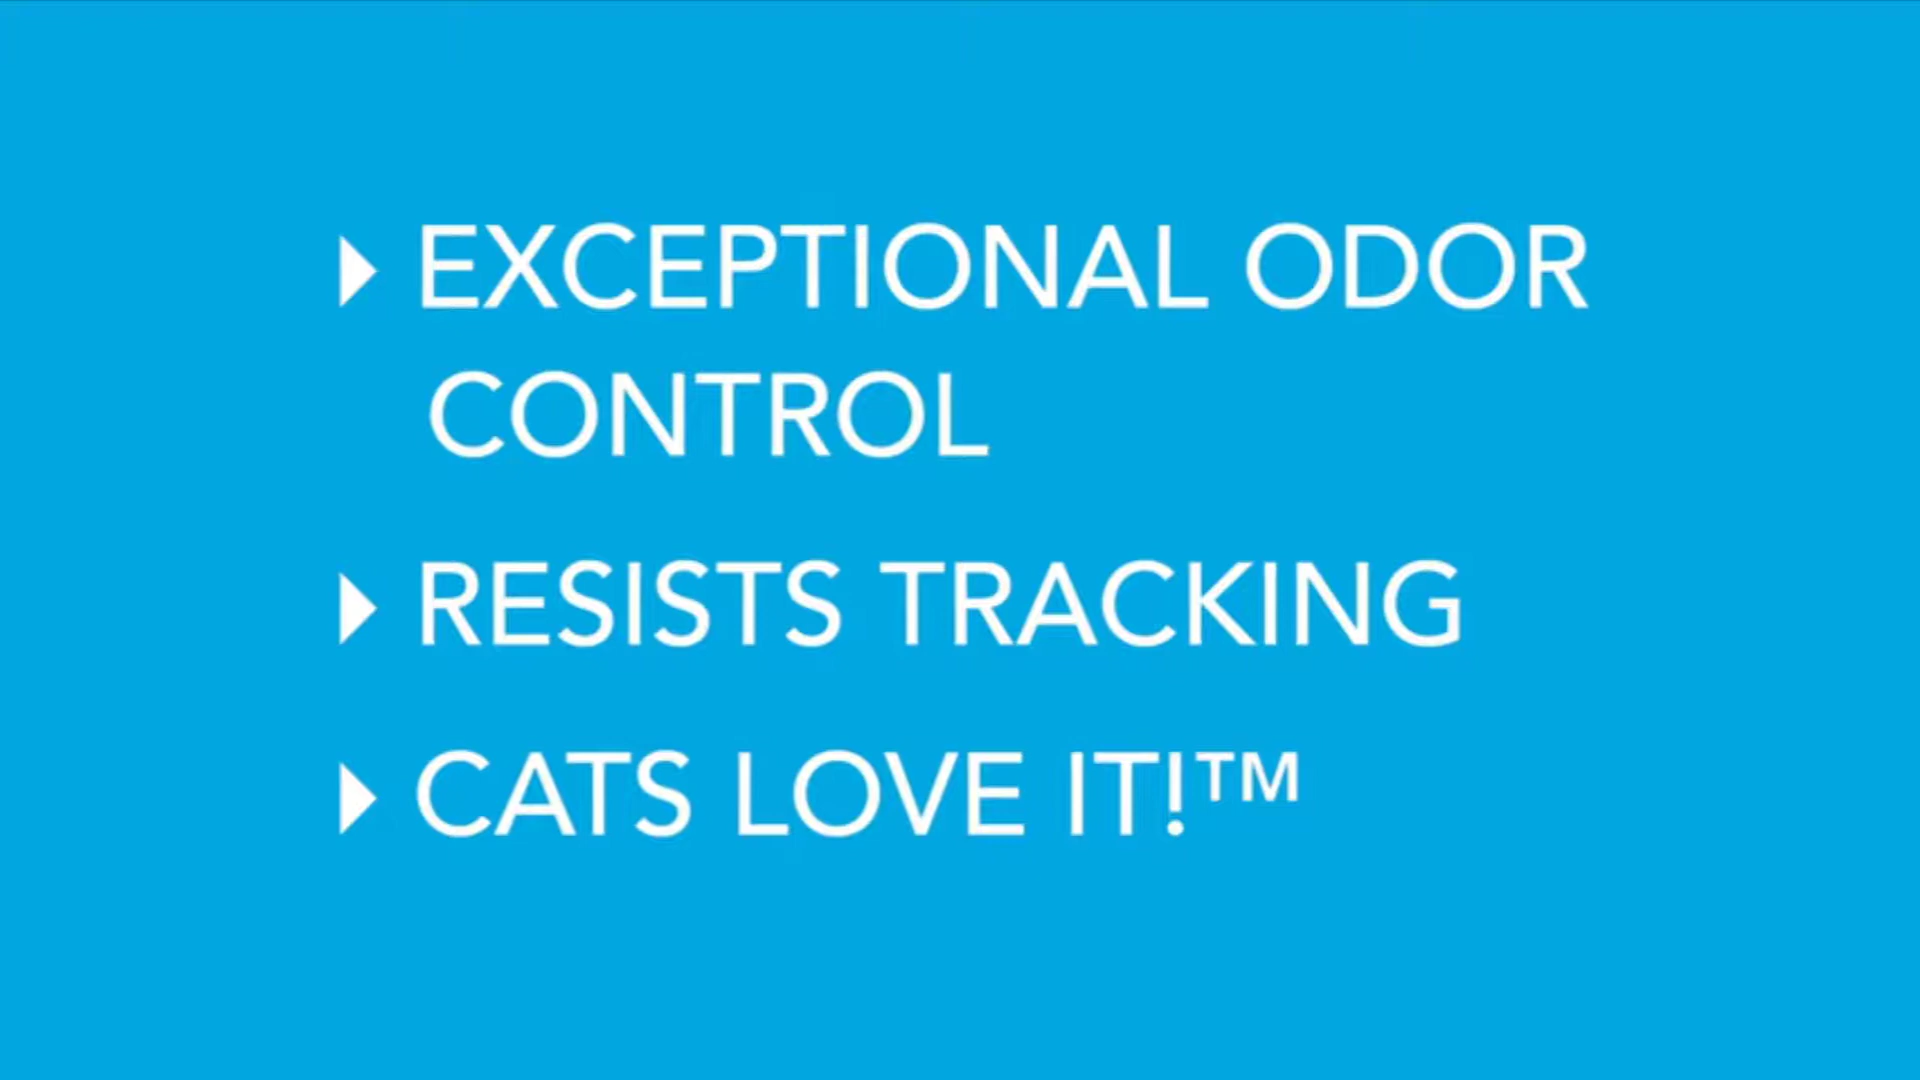 EXCEPTIONAL ODOR
CONTROL
RESISTS TRACKING
CATS LOVE IT!™